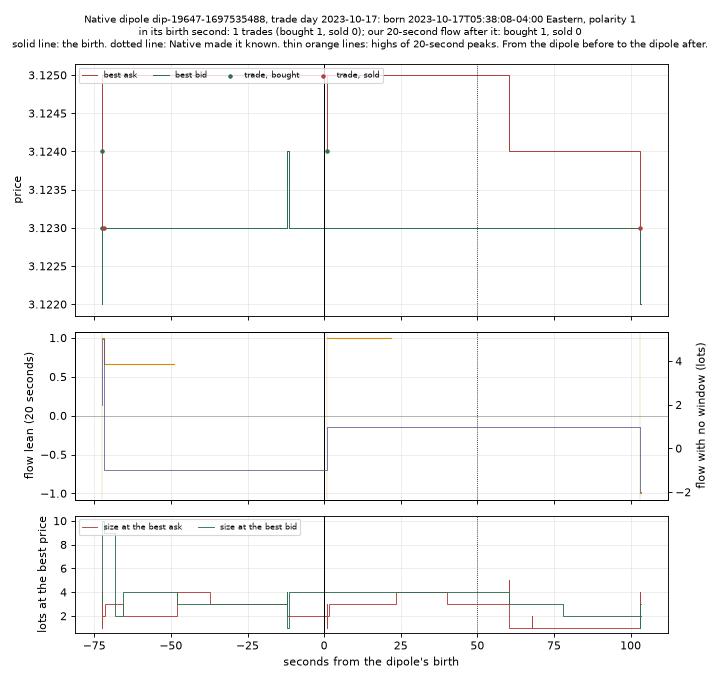 Native dipole dip-19647-1697535488, trade day 2023-10-17: born 2023-10-17T05:38:08-04:00 Eastern, polarity 1
in its birth second: 1 trades (bought 1, sold 0); our 20-second flow after it: bought 1, sold 0
solid line: the birth. dotted line: Native made it known. thin orange lines: highs of 20-second peaks. From the dipole before to the dipole after.
best ask best bid trade, bought trade, sold
3.1250
3.1245
3.1240
3.1235
3.1230
3.1225
3.1220
price
1.0
0.5
0.0
−0.5
−1.0
flow lean (20 seconds)
4
2
0
−2
flow with no window (lots)
size at the best ask size at the best bid
10
8
6
4
2
lots at the best price
−75 −50 −25 0 25 50 75 100
seconds from the dipole's birth